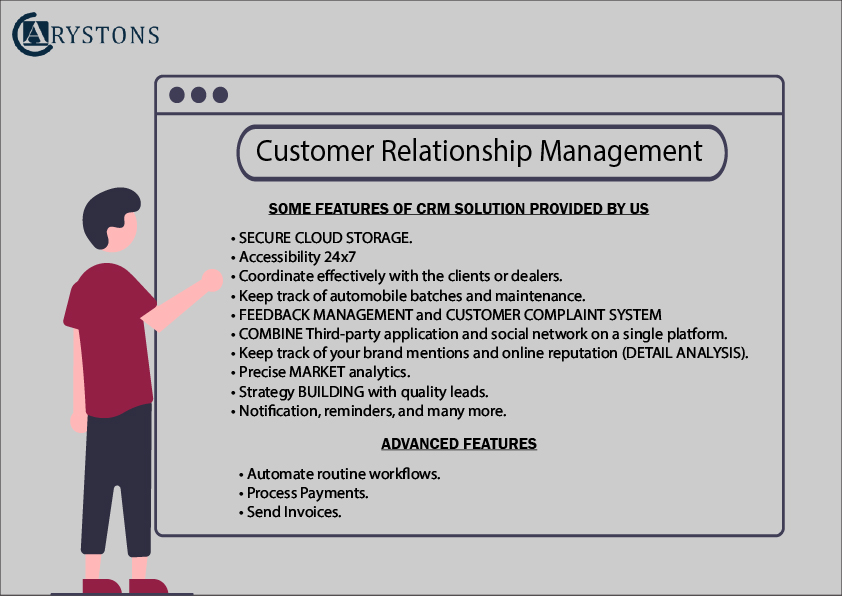 CARYSTONS
Customer Relationship Management
SOME FEATURES OF CRM SOLUTION PROVIDED BY US
• SECURE CLOUD STORAGE.
• Accessibility 24x7
• Coordinate effectively with the clients or dealers.
• Keep track of automobile batches and maintenance.
• FEEDBACK MANAGEMENT and CUSTOMER COMPLAINT SYSTEM
• COMBINE Third-party application and social network on a single platform.
• Keep track of your brand mentions and online reputation (DETAIL ANALYSIS).
• Precise MARKET analytics.
• Strategy BUILDING with quality leads.
• Notification, reminders, and many more.
ADVANCED FEATURES
• Automate routine workflows.
• Process Payments.
• Send Invoices.